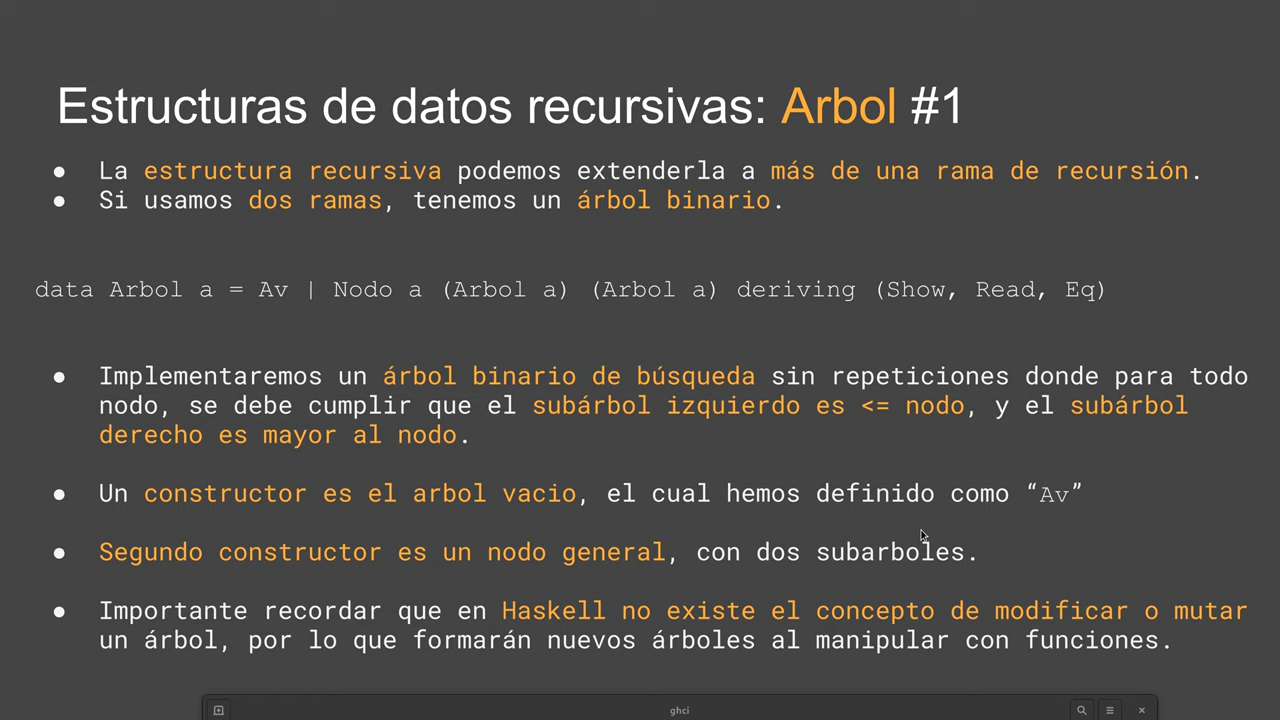 Estructuras de datos recursivas: Arbol #1
● La estructura recursiva podemos extenderla a más de una rama de recursión.
● Si usamos dos ramas, tenemos un árbol binario.
data Arbol a = Av | Nodo a (Arbol a) (Arbol a) deriving (Show, Read, Eq)
● Implementaremos un árbol binario de búsqueda sin repeticiones donde para todo
nodo, se debe cumplir que el subárbol izquierdo es <= nodo, y el subárbol
derecho es mayor al nodo.
● Un constructor es el arbol vacio, el cual hemos definido como “Av”
● Segundo constructor es un nodo general, con dos subarboles.
● Importante recordar que en Haskell no existe el concepto de modificar o mutar
un árbol, por lo que formarán nuevos árboles al manipular con funciones.
ghci